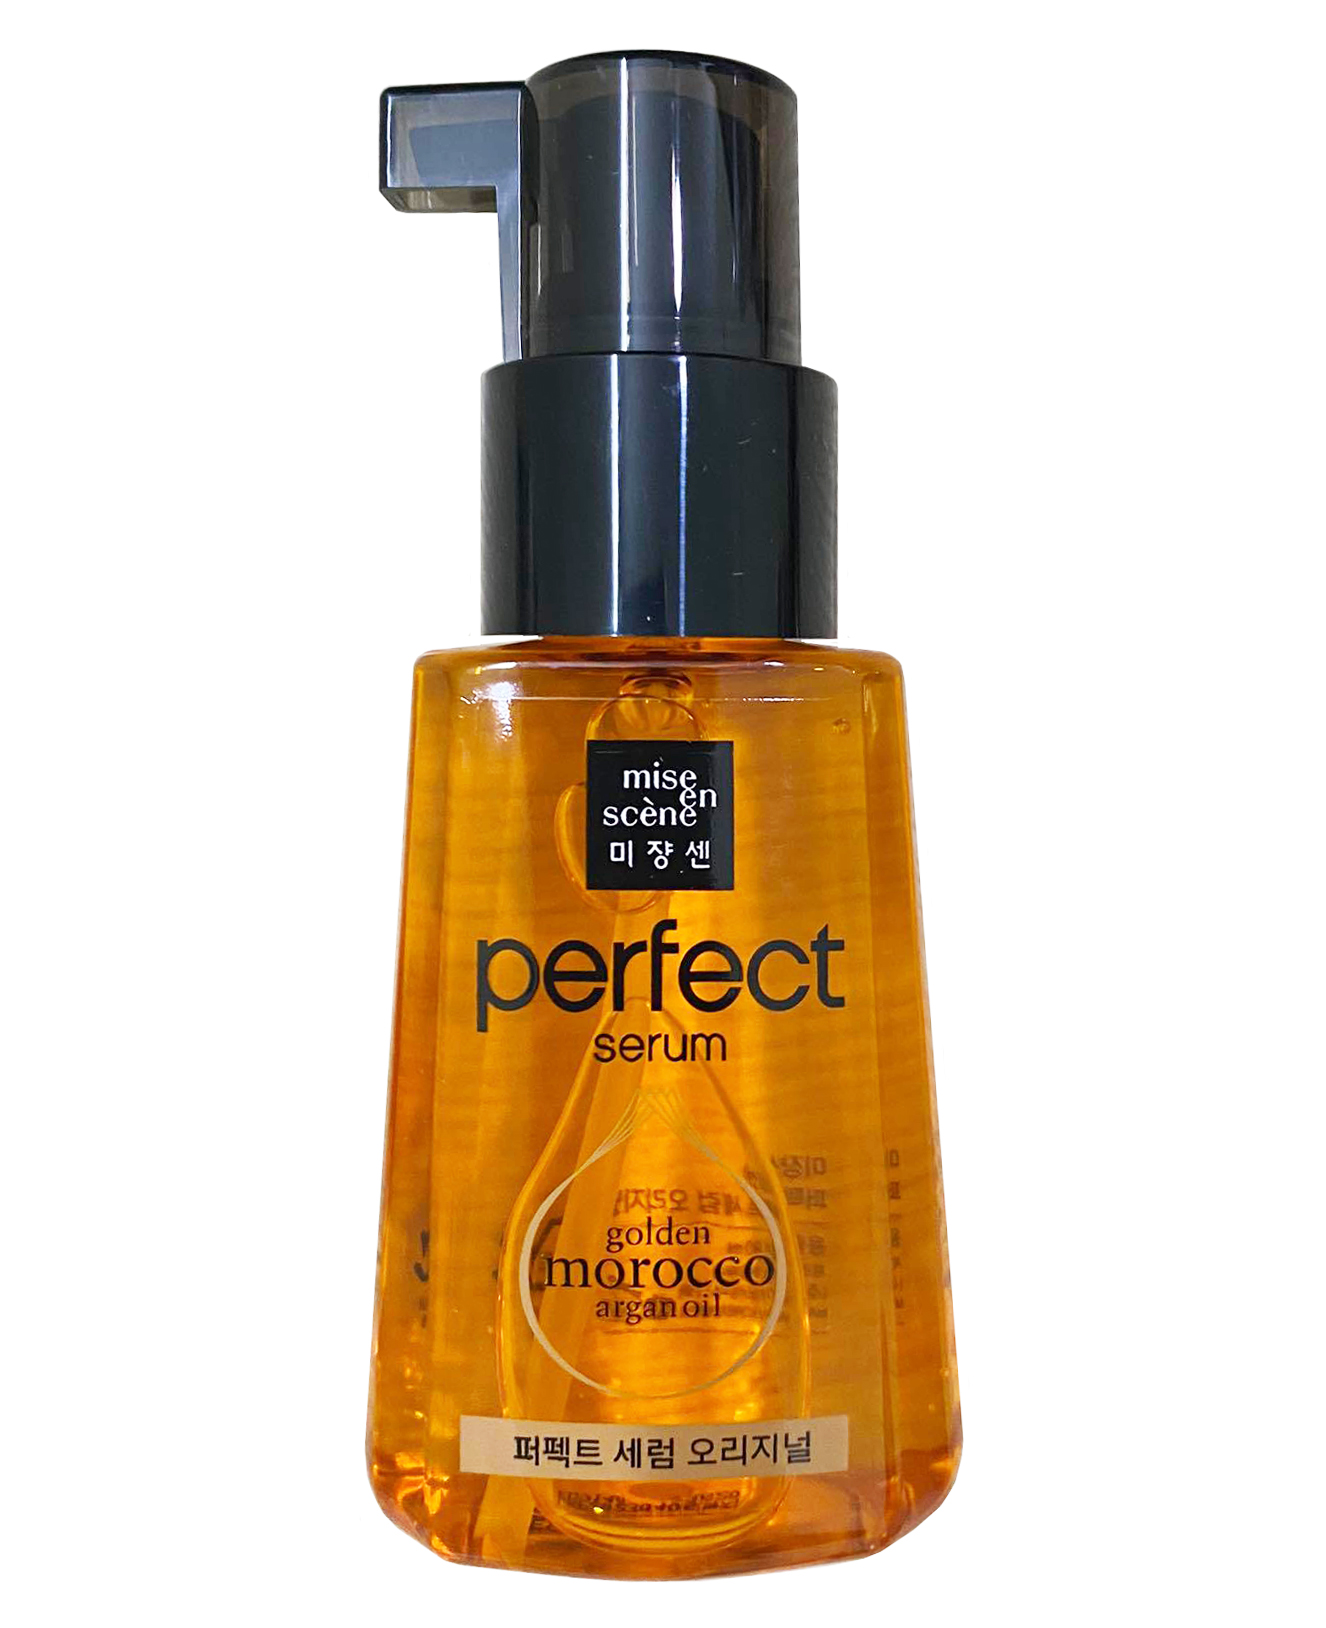 mise
en
scène
미쟝센
perfect
serum
golden
morocco
argan oil
퍼펙트 세럼 오리지널